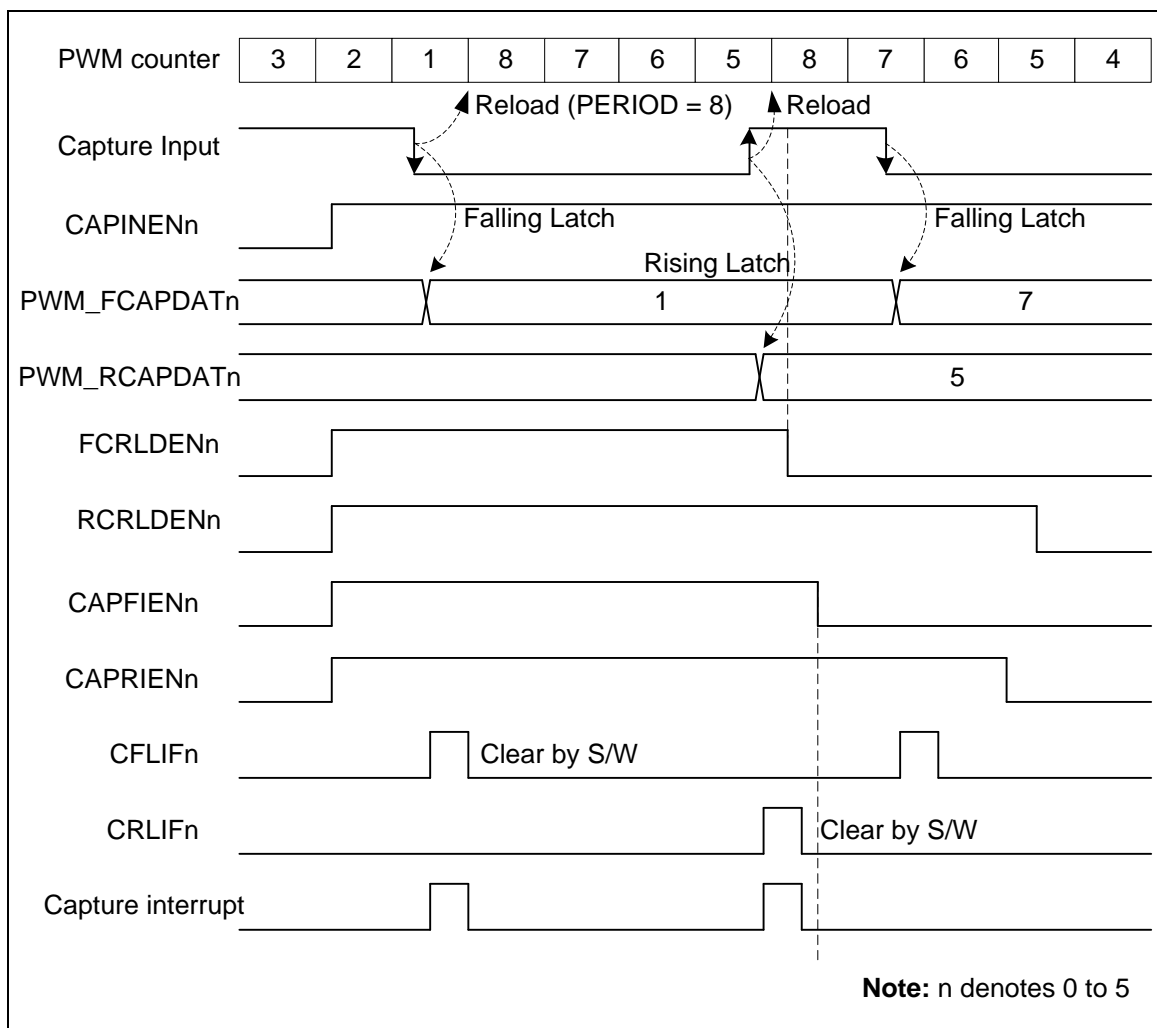 PWM counter 3 2 1 8 7 6 5 8 7 6 5 4
Reload (PERIOD = 8) Reload
Capture Input
CAPINENn Falling Latch Falling Latch
Rising Latch
PWM_FCAPDATn 1 7
PWM_RCAPDATn 5
FCRLDENn
RCRLDENn
CAPFIENn
CAPRIENn
CFLIFn Clear by S/W
CRLIFn Clear by S/W
Capture interrupt
Note: n denotes 0 to 5